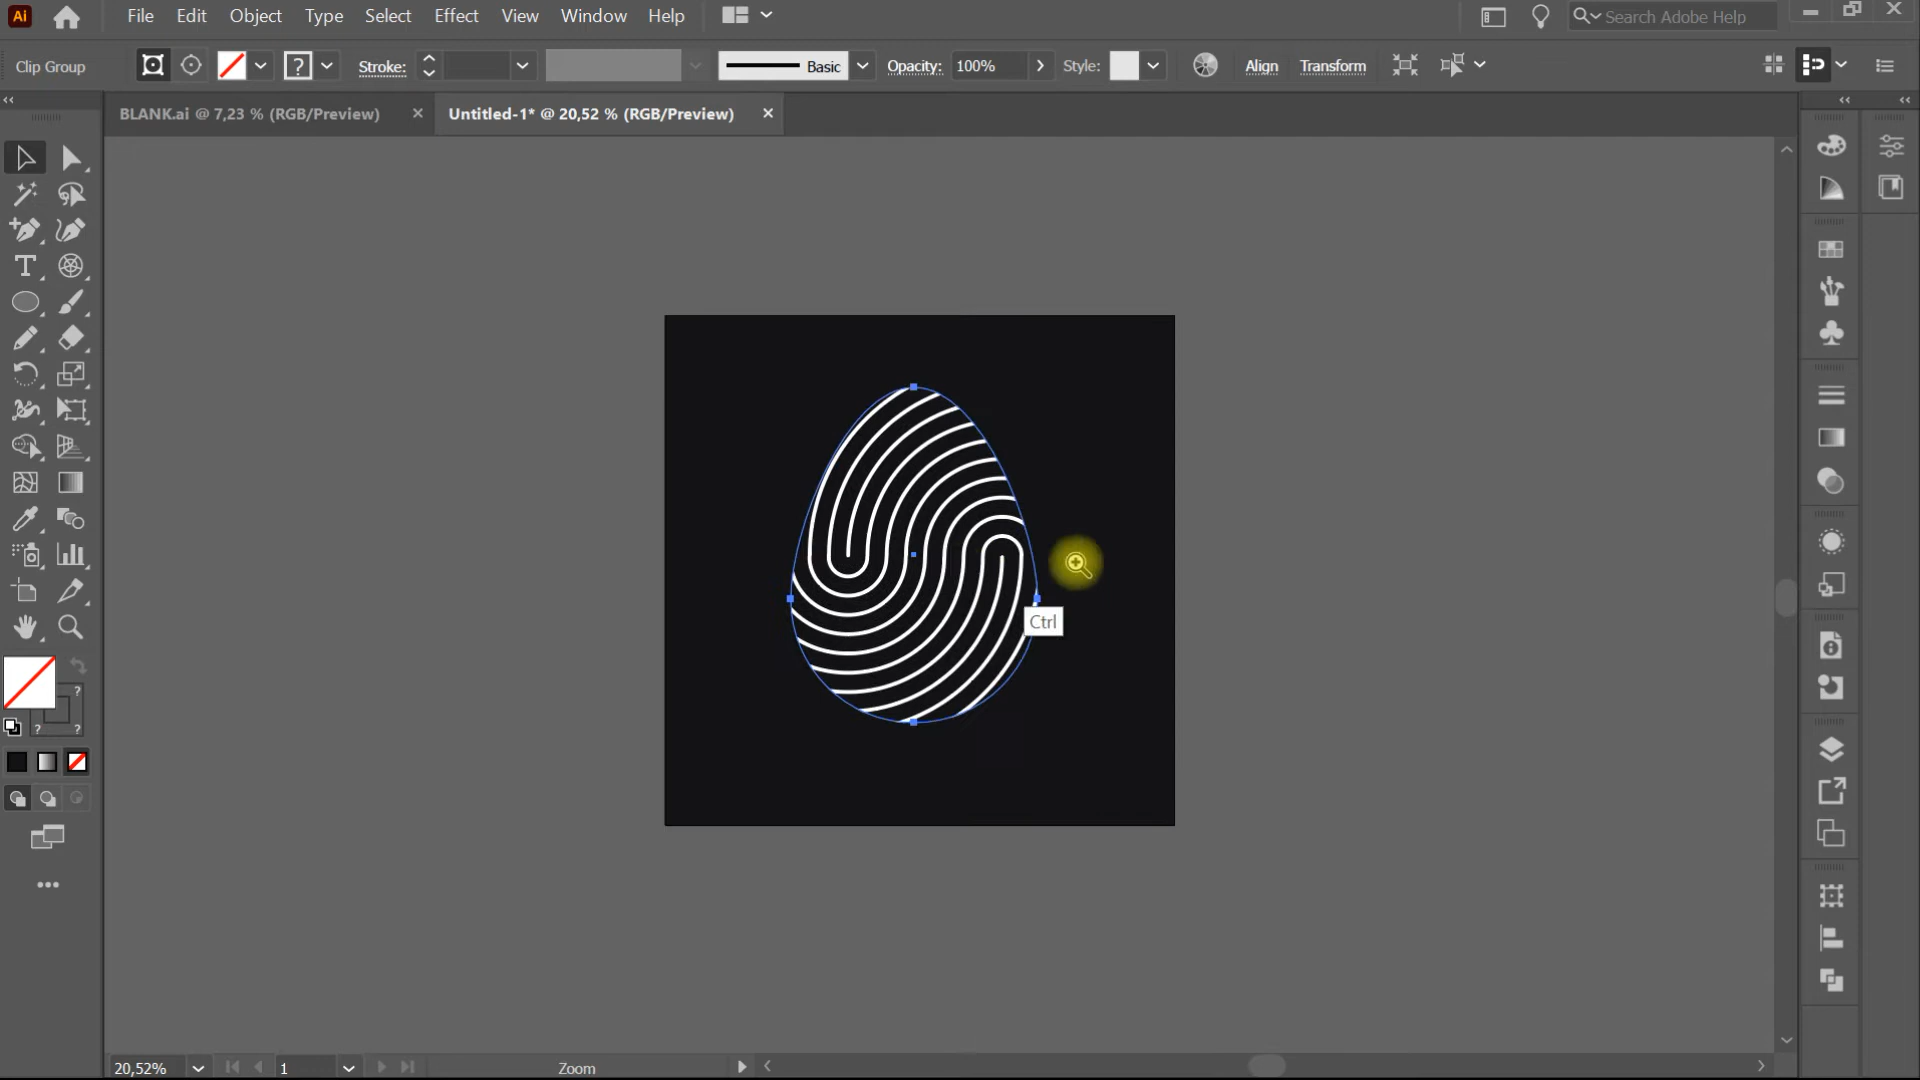 Ai File Edit Object Type Select Effect View Window Help Search Adobe Help
Clip Group ? Stroke: Basic Opacity: 100% Style: Align Transform
BLANK.ai @ 7,23 % (RGB/Preview) Untitled-1* @ 20,52 % (RGB/Preview)
T
Ctrl
?
? ?
20,52% 1 Zoom